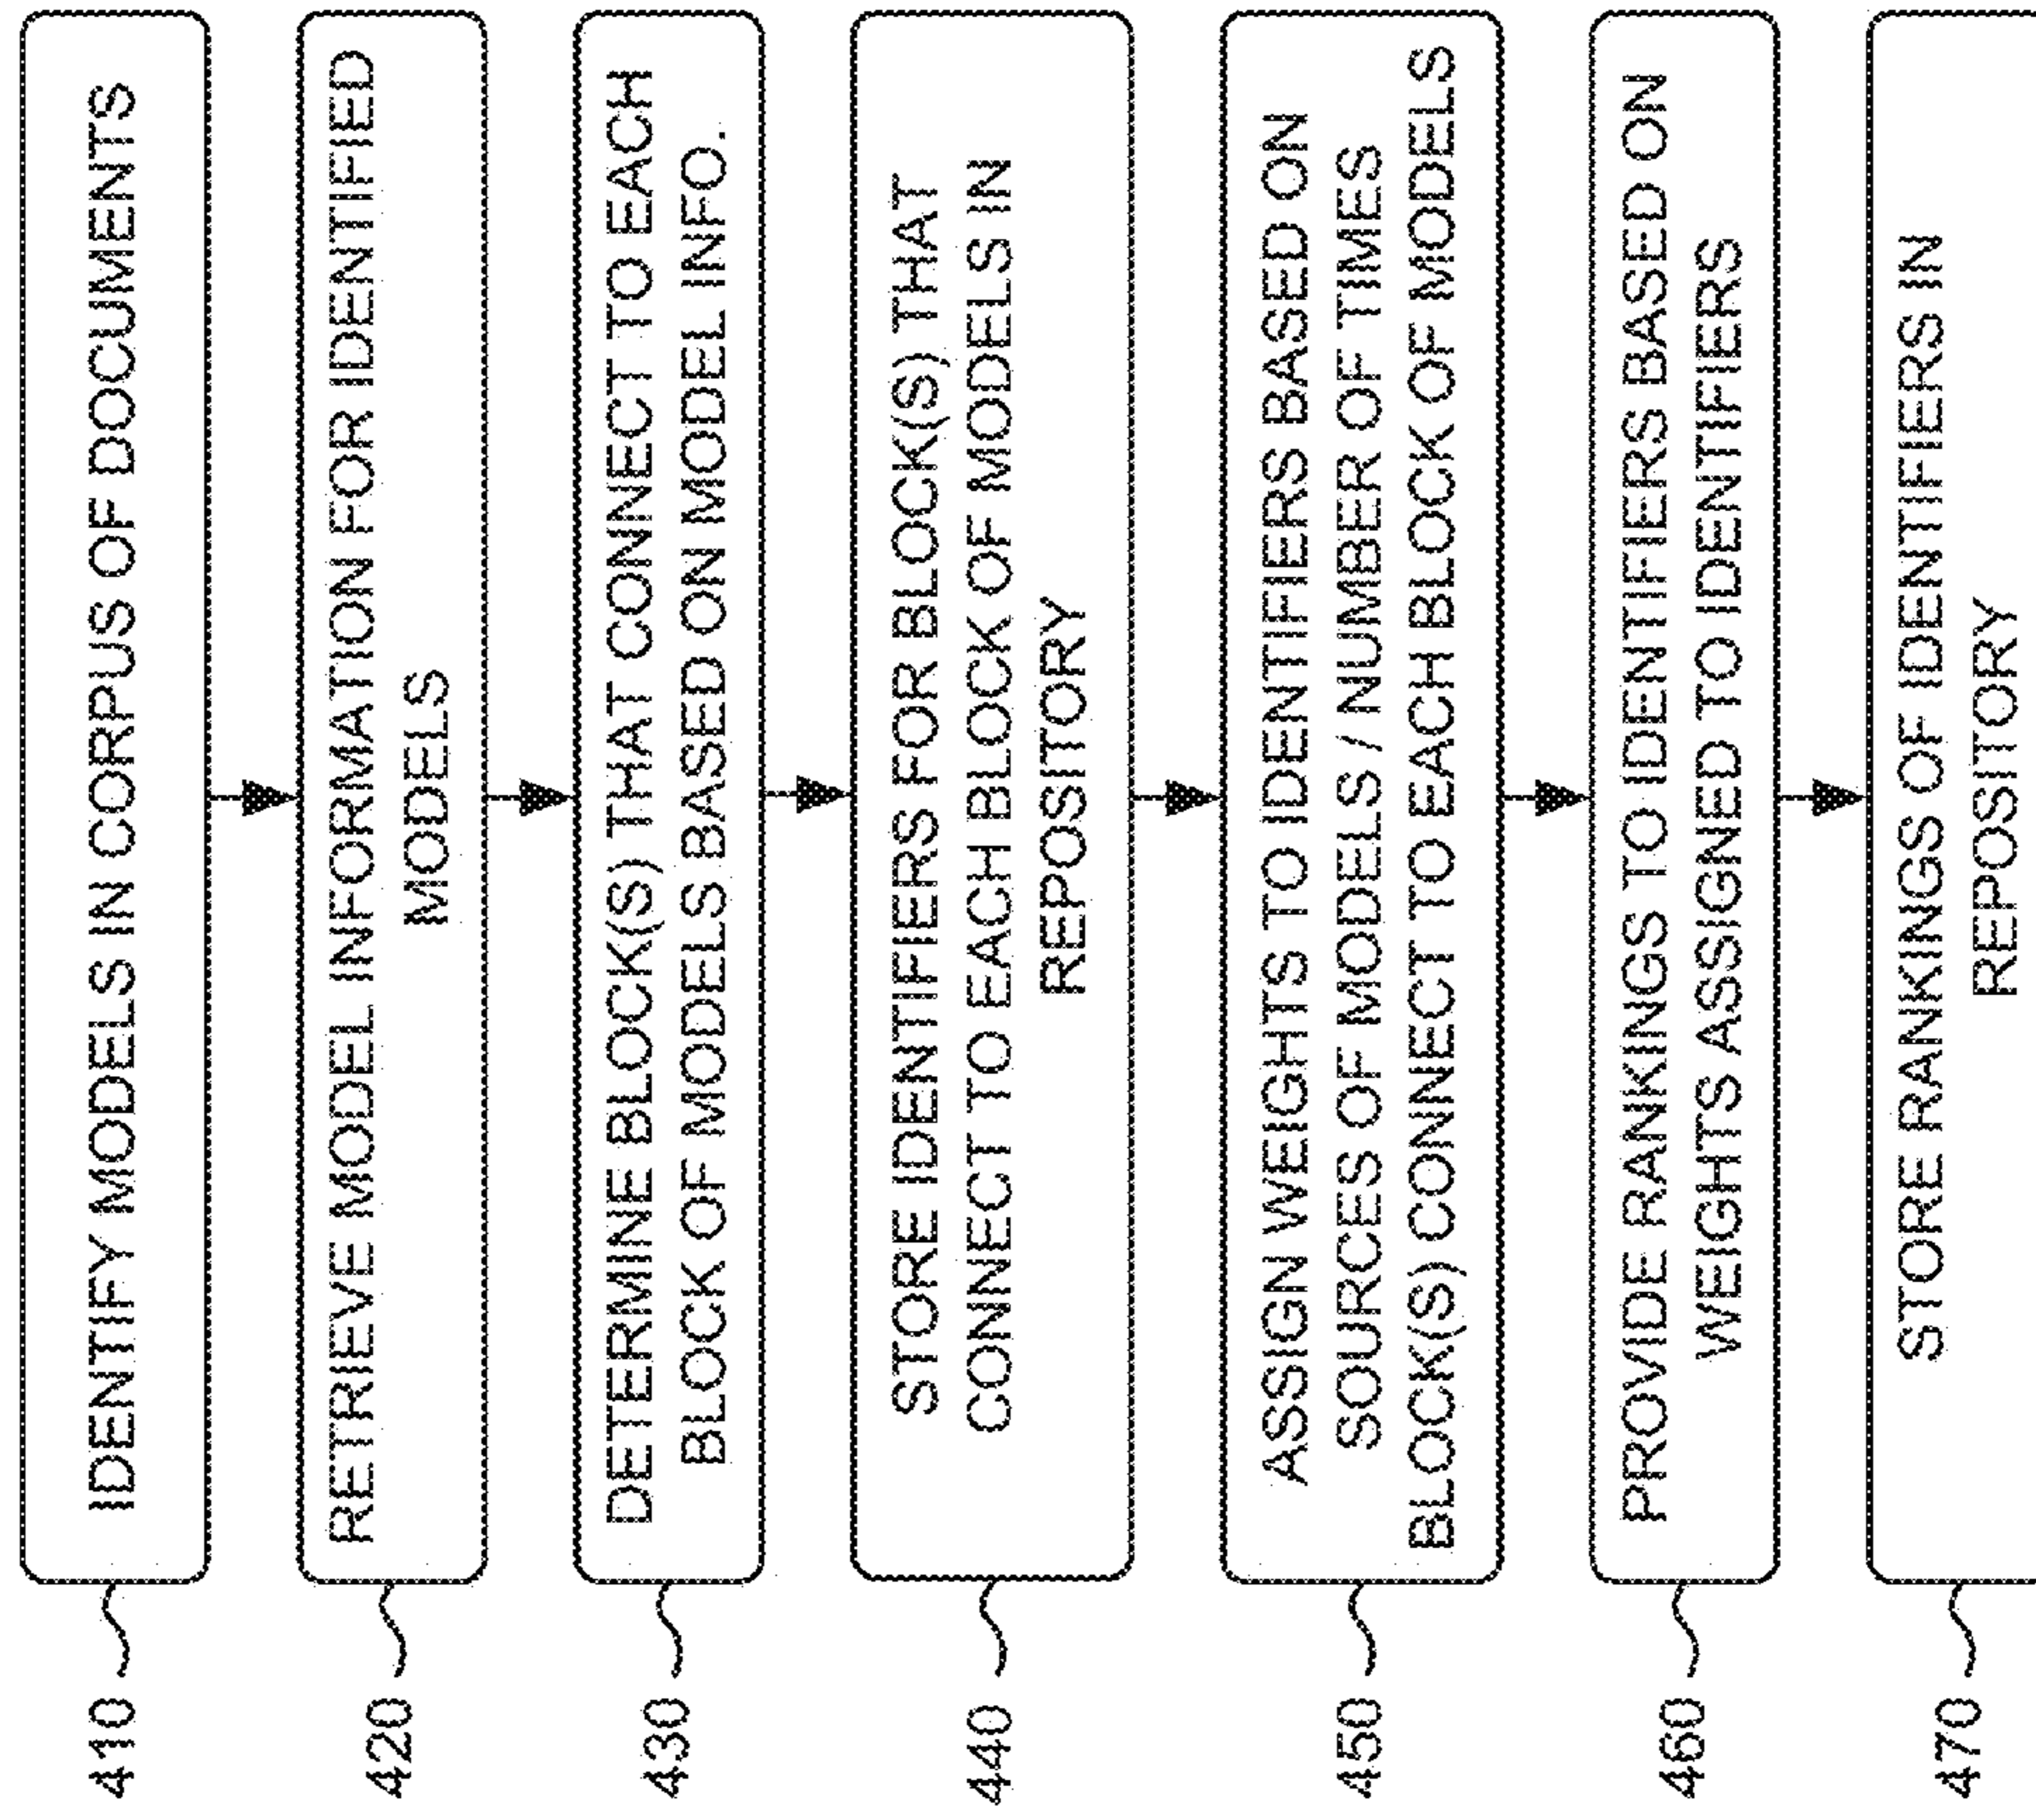 410
IDENTIFY MODELS IN CORPUS OF DOCUMENTS
420
RETRIEVE MODEL INFORMATION FOR IDENTIFIED
MODELS
430
DETERMINE BLOCK(S) THAT CONNECT TO EACH
BLOCK OF MODELS BASED ON MODEL INFO.
440
STORE IDENTIFIERS FOR BLOCK(S) THAT
CONNECT TO EACH BLOCK OF MODELS IN
REPOSITORY
450
ASSIGN WEIGHTS TO IDENTIFIERS BASED ON
SOURCES OF MODELS / NUMBER OF TIMES
BLOCK(S) CONNECT TO EACH BLOCK OF MODELS
460
PROVIDE RANKINGS TO IDENTIFIERS BASED ON
WEIGHTS ASSIGNED TO IDENTIFIERS
470
STORE RANKINGS OF IDENTIFIERS IN
REPOSITORY